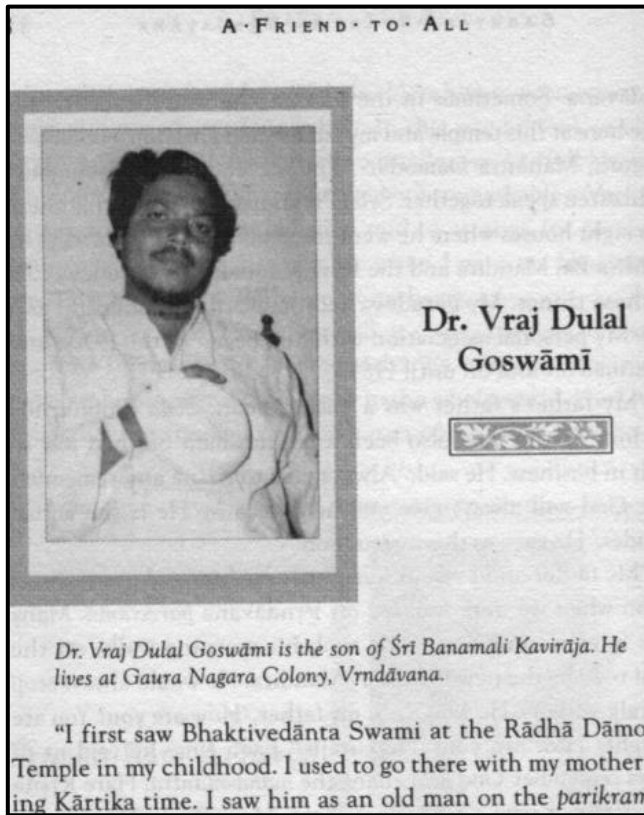 A·FRIEND·TO·ALL
Dr. Vraj Dulal
Goswāmī
Dr. Vraj Dulal Goswāmī is the son of Śrī Banamali Kavirāja. He
lives at Gaura Nagara Colony, Vṛndāvana.
"I first saw Bhaktivedānta Swami at the Rādhā Dāmo
Temple in my childhood. I used to go there with my mother
ing Kārtika time. I saw him as an old man on the parikram